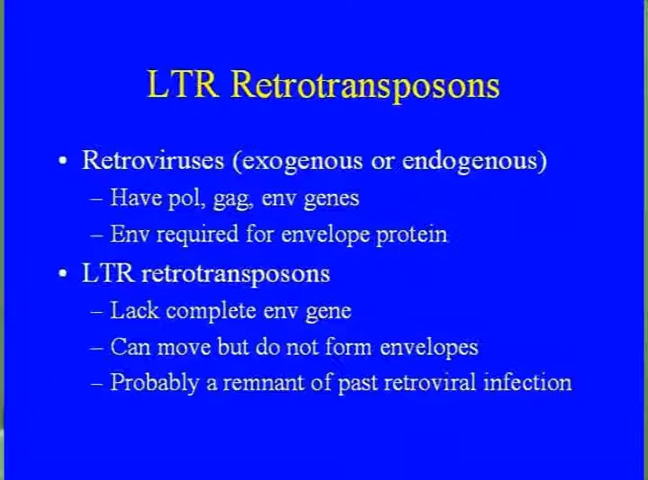 LTR Retrotransposons
• Retroviruses (exogenous or endogenous)
– Have pol, gag, env genes
– Env required for envelope protein
• LTR retrotransposons
– Lack complete env gene
– Can move but do not form envelopes
– Probably a remnant of past retroviral infection